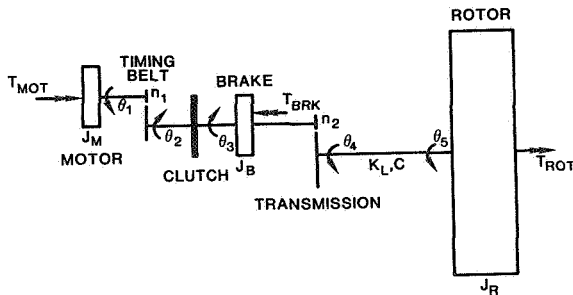 ROTOR
TIMING
BELT
BRAKE
T_MOT
n1
T_BRK
n2
θ1
θ2
θ3
θ4
θ5
J_M
MOTOR
CLUTCH
J_B
K_L,C
T_ROT
TRANSMISSION
J_R